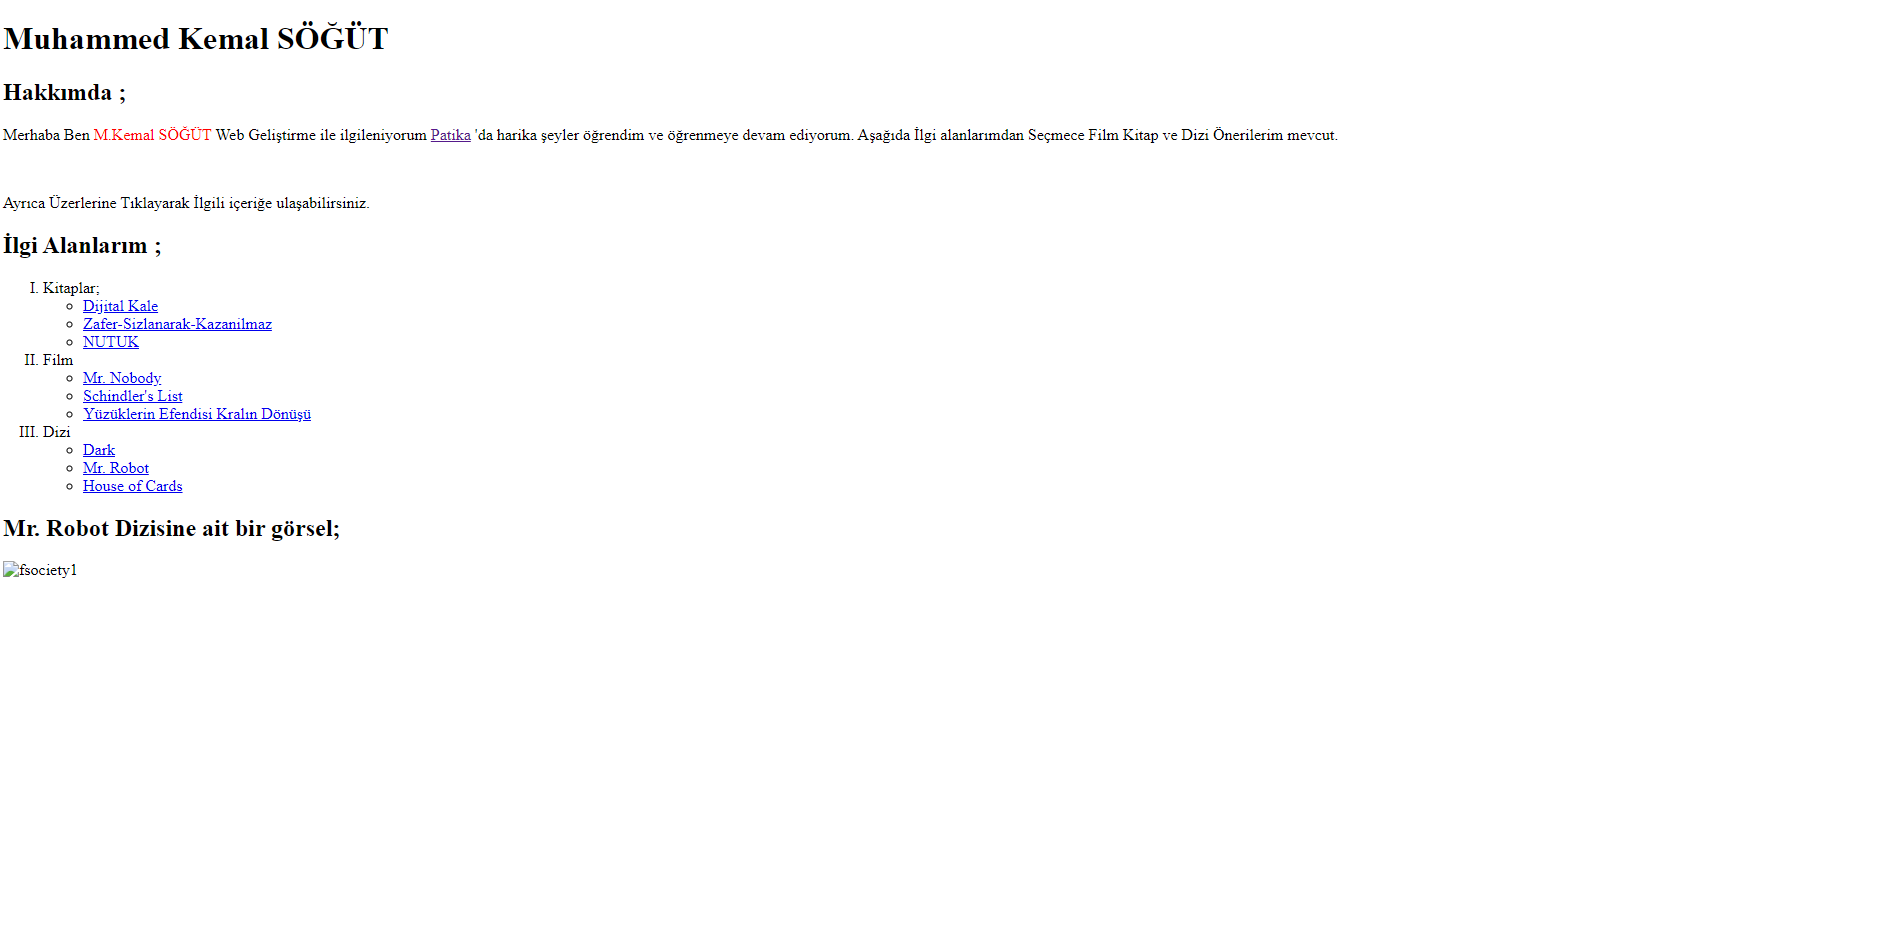 Muhammed Kemal SÖĞÜT
Hakkımda ;
Merhaba Ben M.Kemal SÖĞÜT Web Geliştirme ile ilgileniyorum Patika 'da harika şeyler öğrendim ve öğrenmeye devam ediyorum. Aşağıda İlgi alanlarımdan Seçmece Film Kitap ve Dizi Önerilerim mevcut.
Ayrıca Üzerlerine Tıklayarak İlgili içeriğe ulaşabilirsiniz.
İlgi Alanlarım ;
I. Kitaplar;
Dijital Kale
Zafer-Sizlanarak-Kazanilmaz
NUTUK
II. Film
Mr. Nobody
Schindler's List
Yüzüklerin Efendisi Kralın Dönüşü
III. Dizi
Dark
Mr. Robot
House of Cards
Mr. Robot Dizisine ait bir görsel;
fsociety1